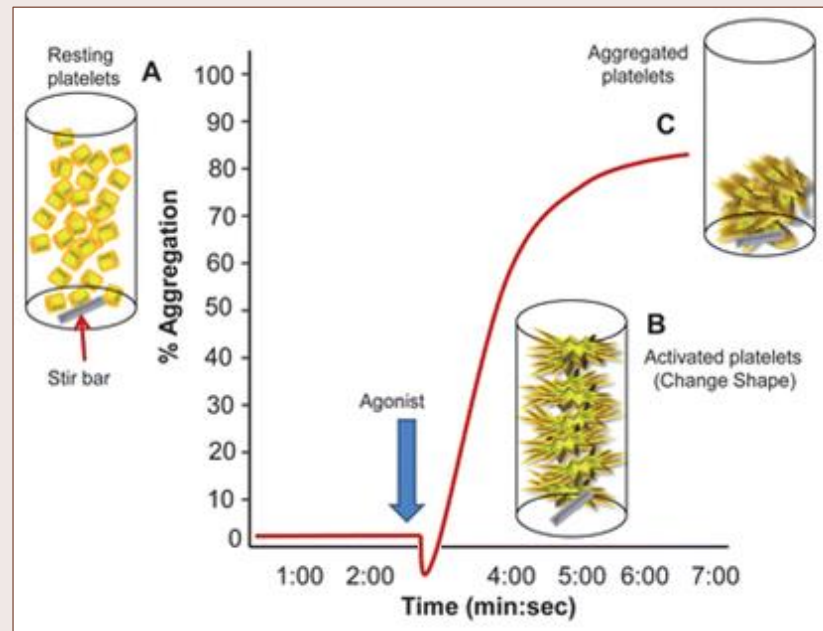 Resting
platelets
A
Stir bar
% Aggregation
100
90
80
70
60
50
40
30
20
10
0
Agonist
Aggregated
platelets
C
B
Activated platelets
(Change Shape)
1:00 2:00 4:00 5:00 6:00 7:00
Time (min:sec)